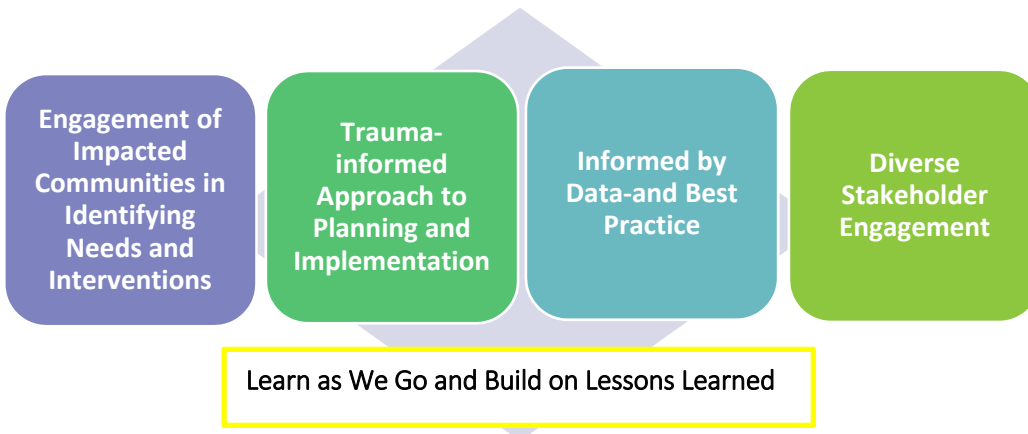 Engagement of
Impacted
Communities in
Identifying
Needs and
Interventions
Trauma-
informed
Approach to
Planning and
Implementation
Informed by
Data-and Best
Practice
Diverse
Stakeholder
Engagement
Learn as We Go and Build on Lessons Learned